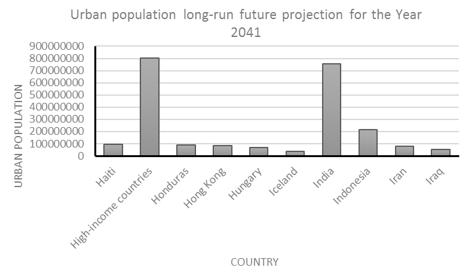 Urban population long-run future projection for the Year
2041
900000000
800000000
700000000
600000000
500000000
400000000
300000000
200000000
100000000
0
URBAN POPULATION
Haiti
High-income countries
Honduras
Hong Kong
Hungary
Iceland
India
Indonesia
Iran
Iraq
COUNTRY